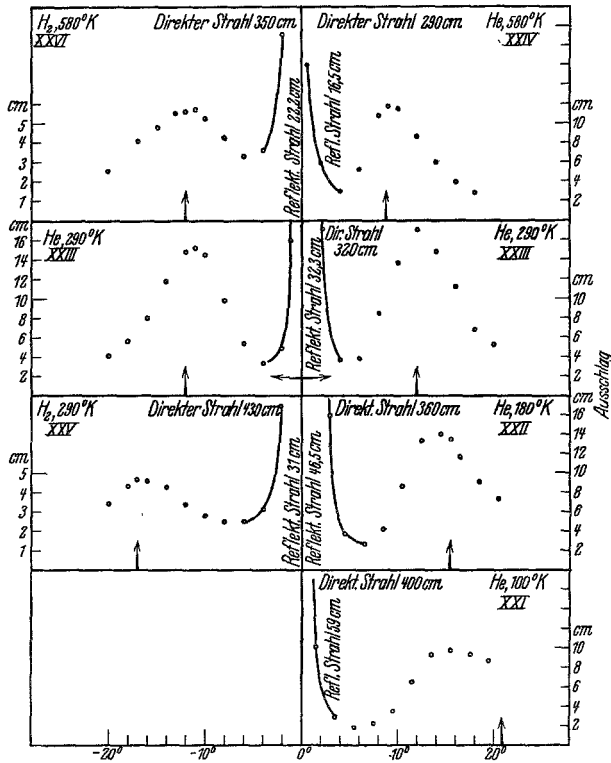 H₂, 580°K
XXVI
Direkter Strahl 350 cm
Direkter Strahl 290 cm
He, 580°K
XXIV
cm
5
4
3
2
1
Reflekt. Strahl 22,2 cm
Refl. Strahl 16,5 cm
cm
10
8
6
4
2
He, 290°K
XXIII
Dir. Strahl
320 cm
He, 290°K
XXIII
16
14
12
10
8
6
4
2
Reflekt. Strahl 32,3 cm
cm
10
8
6
4
2
Ausschlag
H₂, 290°K
XXV
Direkter Strahl 430 cm
Direkt. Strahl 360 cm
He, 180°K
XXII
cm
5
4
3
2
1
Reflekt. Strahl 31 cm
Reflekt. Strahl 46,5 cm
cm
16
14
12
10
8
6
4
2
Direkt. Strahl 400 cm
He, 100°K
XXI
Refl. Strahl 59 cm
cm
10
8
6
4
2
-20°
-10°
0°
-10°
20°